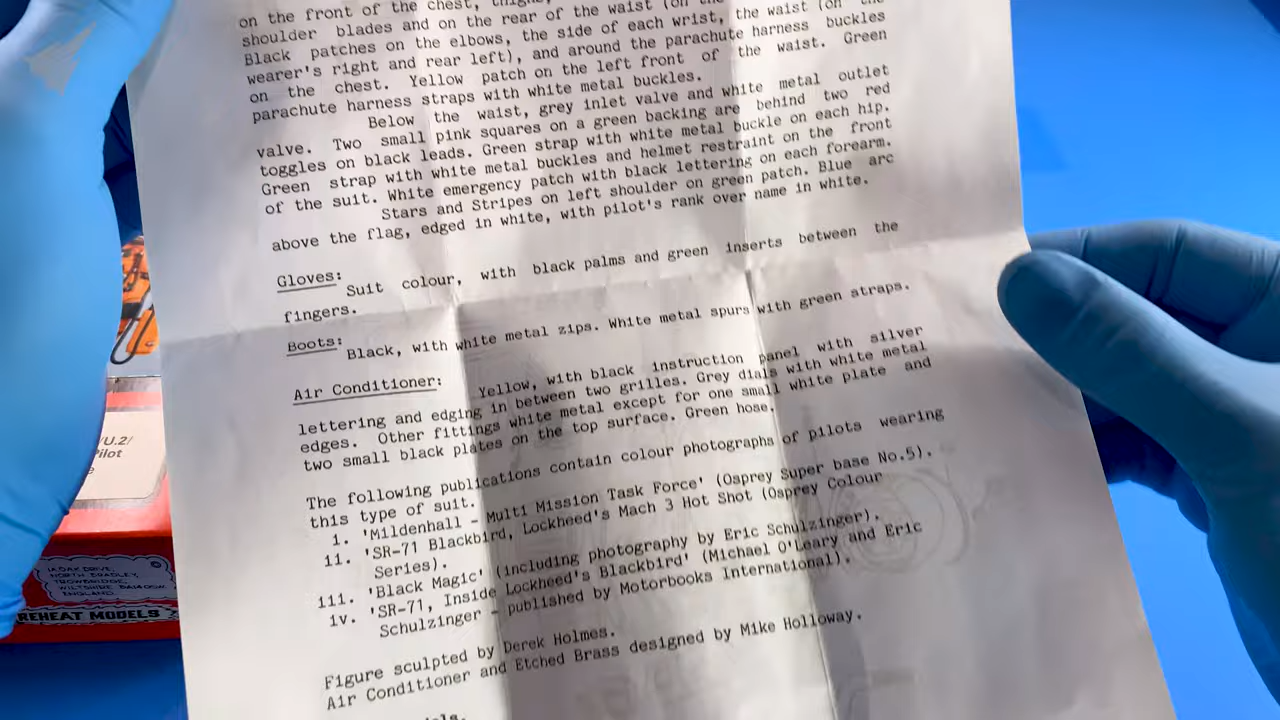 on the front of the chest,
shoulder blades and on the rear of the waist (on the
Black patches on the elbows, the side of each wrist, the waist (on the
wearer's right and rear left), and around the parachute harness buckles
on the chest. Yellow patch on the left front of the waist. Green
parachute harness straps with white metal buckles.
Below the waist, grey inlet valve and white metal outlet
valve. Two small pink squares on a green backing are behind two red
toggles on black leads. Green strap with white metal buckle on each hip.
Green strap with white metal buckles and helmet restraint on the front
of the suit. White emergency patch with black lettering on each forearm.
Stars and Stripes on left shoulder on green patch. Blue arc
above the flag, edged in white, with pilot's rank over name in white.
Gloves:
Suit colour, with black palms and green inserts between the
fingers.
Boots:
Black, with white metal zips. White metal spurs with green straps.
Air Conditioner:
Yellow, with black instruction panel with silver
lettering and edging in between two grilles. Grey dials with white metal
edges. Other fittings white metal except for one small white plate and
two small black plates on the top surface. Green hose.
The following publications contain colour photographs of pilots wearing
this type of suit.
1. 'Mildenhall - Multi Mission Task Force' (Osprey Super base No.5).
11. 'SR-71 Blackbird, Lockheed's Mach 3 Hot Shot (Osprey Colour
Series).
111. 'Black Magic' (including photography by Eric Schulzinger).
1v. 'SR-71, Inside Lockheed's Blackbird' (Michael O'Leary and Eric
Schulzinger - published by Motorbooks International).
Figure sculpted by Derek Holmes.
Air Conditioner and Etched Brass designed by Mike Holloway.
/U.2/
ilot
e
NORTH BRADLEY,
TROWBRIDGE,
WILTSHIRE
ENGLAND.
REHEAT MODELS